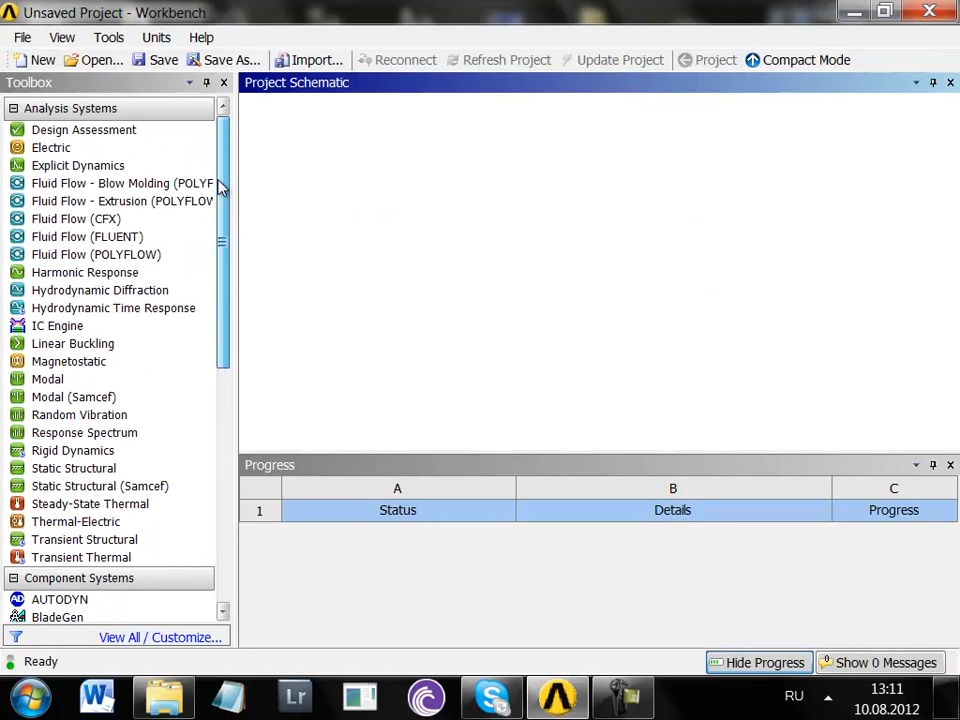 Unsaved Project - Workbench
File View Tools Units Help
New Open... Save Save As... Import... Reconnect Refresh Project Update Project Project Compact Mode
Toolbox
Project Schematic
Analysis Systems
Design Assessment
Electric
Explicit Dynamics
Fluid Flow - Blow Molding (POLYF
Fluid Flow - Extrusion (POLYFLOW
Fluid Flow (CFX)
Fluid Flow (FLUENT)
Fluid Flow (POLYFLOW)
Harmonic Response
Hydrodynamic Diffraction
Hydrodynamic Time Response
IC Engine
Linear Buckling
Magnetostatic
Modal
Modal (Samcef)
Random Vibration
Response Spectrum
Rigid Dynamics
Static Structural
Static Structural (Samcef)
Steady-State Thermal
Thermal-Electric
Transient Structural
Transient Thermal
Component Systems
AUTODYN
BladeGen
View All / Customize...
Progress
A B C
1 Status Details Progress
Ready
Hide Progress
0 Show 0 Messages
W Lr S
RU
13:11
10.08.2012